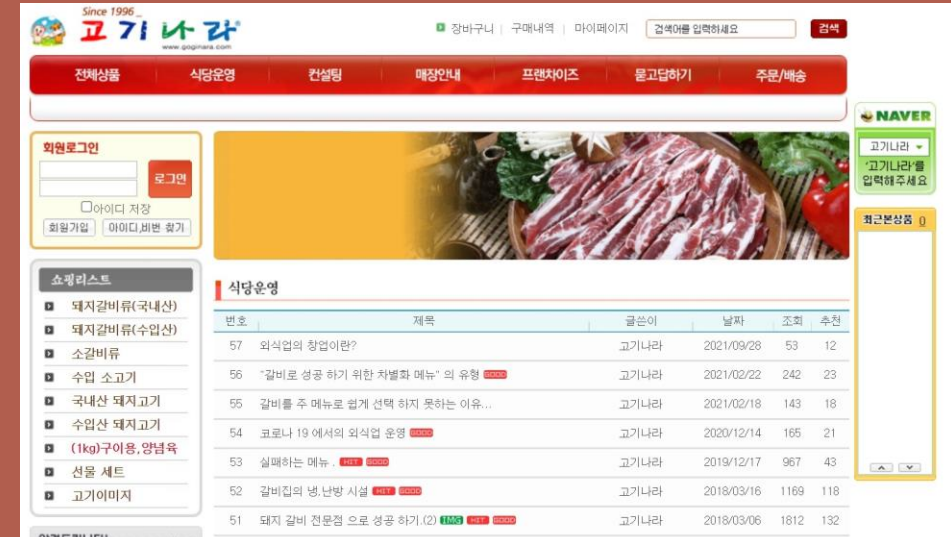 Since 1996_
고기나라
www.goginara.com
장바구니 | 구매내역 | 마이페이지
검색어를 입력하세요
검색
전체상품 식당운영 컨설팅 매장안내 프랜차이즈 묻고답하기 주문/배송
회원로그인
로그인
아이디 저장
회원가입 아이디,비번 찾기
쇼핑리스트
돼지갈비류(국내산)
돼지갈비류(수입산)
소갈비류
수입 소고기
국내산 돼지고기
수입산 돼지고기
(1kg)구이용,양념육
선물 세트
고기이미지
식당운영
번호 제목 글쓴이 날짜 조회 추천
57 외식업의 창업이란? 고기나라 2021/09/28 53 12
56 "갈비로 성공 하기 위한 차별화 메뉴" 의 유형 GOOD 고기나라 2021/02/22 242 23
55 갈비를 주 메뉴로 쉽게 선택 하지 못하는 이유... 고기나라 2021/02/18 143 18
54 코로나 19 에서의 외식업 운영 GOOD 고기나라 2020/12/14 165 21
53 실패하는 메뉴 . HIT GOOD 고기나라 2019/12/17 967 43
52 갈비집의 냉,난방 시설 HIT GOOD 고기나라 2018/03/16 1169 118
51 돼지 갈비 전문점 으로 성공 하기.(2) IMG HIT GOOD 고기나라 2018/03/06 1812 132
NAVER
고기나라
'고기나라'를
입력해주세요
최근본상품 0